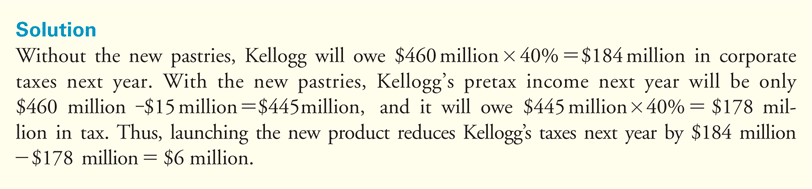 Solution
Without the new pastries, Kellogg will owe $460 million × 40% = $184 million in corporate
taxes next year. With the new pastries, Kellogg's pretax income next year will be only
$460 million -$15 million = $445million, and it will owe $445 million × 40% = $178 mil-
lion in tax. Thus, launching the new product reduces Kellogg's taxes next year by $184 million
− $178 million = $6 million.